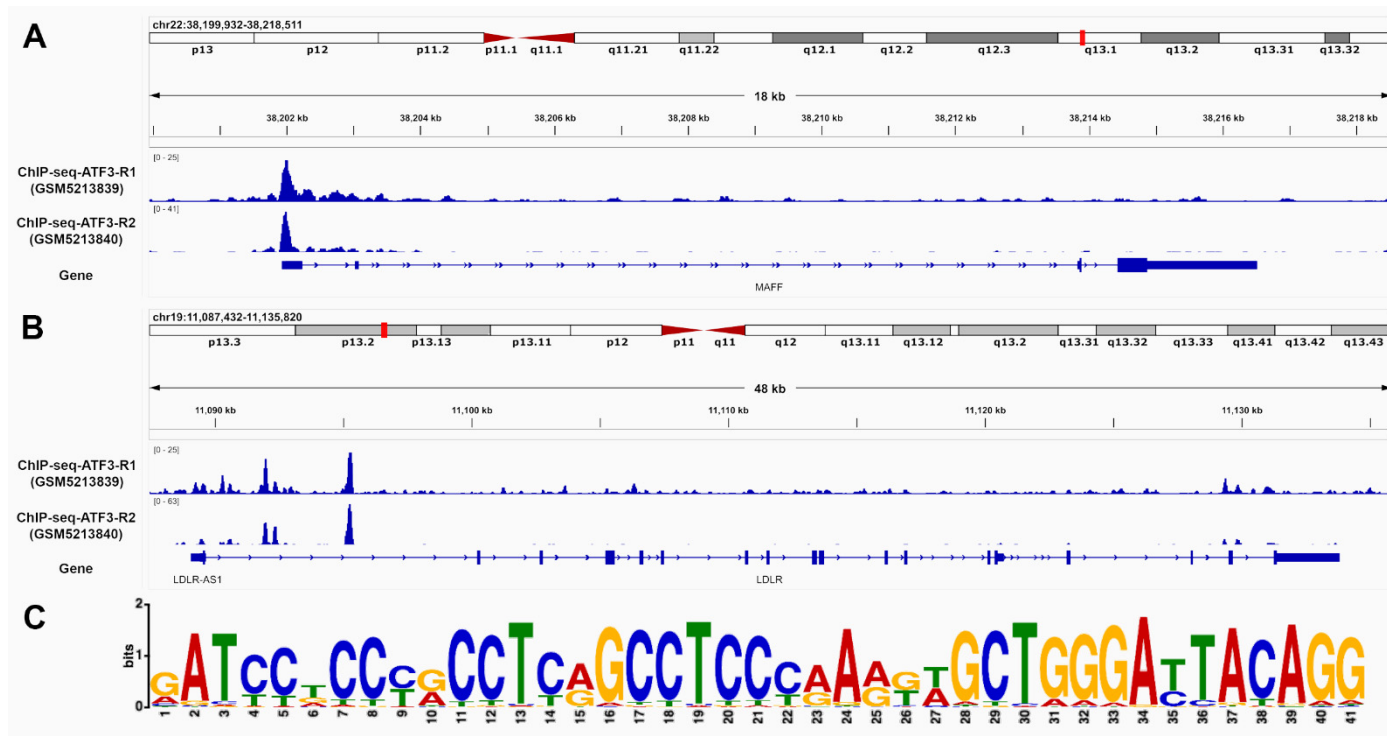 A
chr22:38,199,932-38,218,511
p13 p12 p11.2 p11.1 q11.1 q11.21 q11.22 q12.1 q12.2 q12.3 q13.1 q13.2 q13.31 q13.32
18 kb
38,202 kb 38,204 kb 38,206 kb 38,208 kb 38,210 kb 38,212 kb 38,214 kb 38,216 kb 38,218 kb
[0 - 25]
ChIP-seq-ATF3-R1
(GSM5213839)
[0 - 41]
ChIP-seq-ATF3-R2
(GSM5213840)
Gene
MAFF
B
chr19:11,087,432-11,135,820
p13.3 p13.2 p13.13 p13.11 p12 p11 q11 q12 q13.11 q13.12 q13.2 q13.31 q13.32 q13.33 q13.41 q13.42 q13.43
48 kb
11,090 kb 11,100 kb 11,110 kb 11,120 kb 11,130 kb
[0 - 25]
ChIP-seq-ATF3-R1
(GSM5213839)
[0 - 63]
ChIP-seq-ATF3-R2
(GSM5213840)
Gene
LDLR-AS1 LDLR
C
2
bits
1
0
GATCCTCCCGCCTCAGCCTCCCAAAGTGCTGGGATTACAGG
1 2 3 4 5 6 7 8 9 10 11 12 13 14 15 16 17 18 19 20 21 22 23 24 25 26 27 28 29 30 31 32 33 34 35 36 37 38 39 40 41